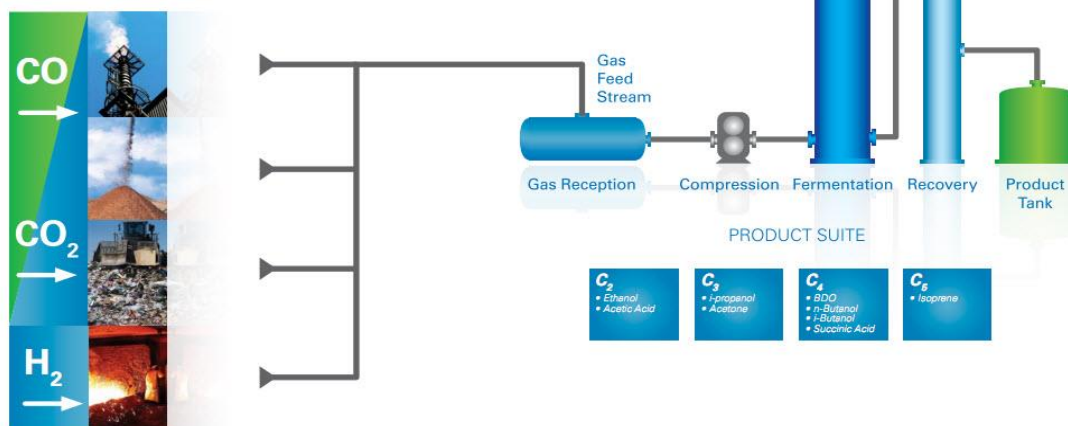 CO
CO₂
H₂
Gas
Feed
Stream
Gas Reception
Compression
Fermentation
Recovery
Product
Tank
PRODUCT SUITE
C₂
• Ethanol
• Acetic Acid
C₃
• i-propanol
• Acetone
C₄
• BDO
• n-Butanol
• i-Butanol
• Succinic Acid
C₅
• Isoprene